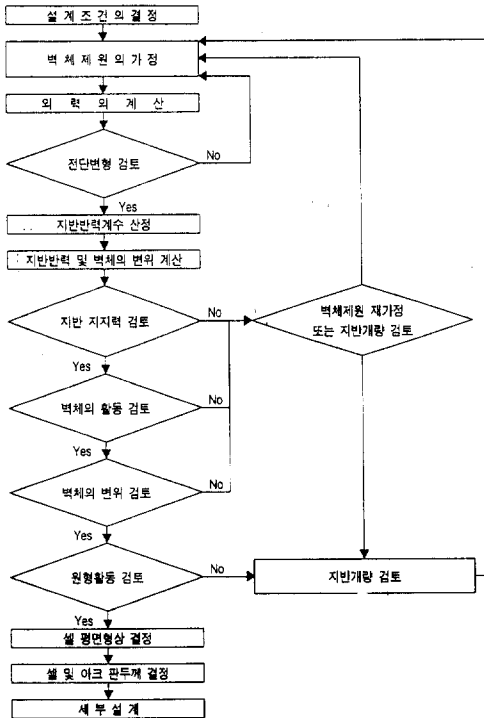 설 계 조 건 의 결 정
벽 체 제 원 의 가 정
외 력 의 계 산
전단변형 검토
No
Yes
지반반력계수 산정
지반반력 및 벽체의 변위 계산
지반 지지력 검토
No
벽체제원 재가정
또는 지반개량 검토
Yes
벽체의 활동 검토
No
Yes
벽체의 변위 검토
No
Yes
원형활동 검토
No
지반개량 검토
Yes
셀 평면형상 결정
셀 및 아크 판두께 결정
세 부 설 계